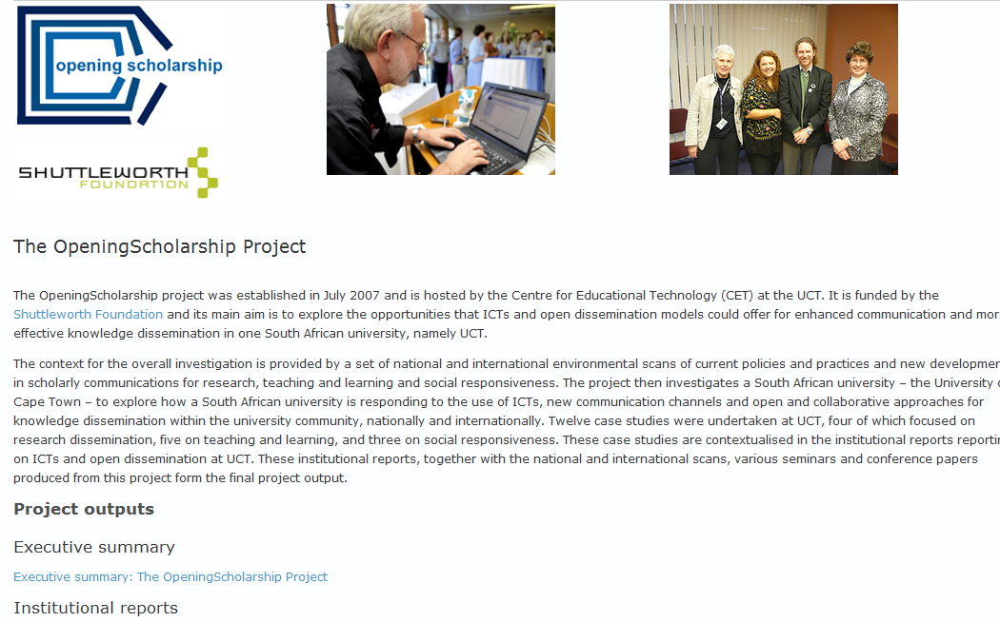 opening scholarship
SHUTTLEWORTH
FOUNDATION
The OpeningScholarship Project
The OpeningScholarship project was established in July 2007 and is hosted by the Centre for Educational Technology (CET) at the UCT. It is funded by the
Shuttleworth Foundation and its main aim is to explore the opportunities that ICTs and open dissemination models could offer for enhanced communication and mor
effective knowledge dissemination in one South African university, namely UCT.
The context for the overall investigation is provided by a set of national and international environmental scans of current policies and practices and new developmen
in scholarly communications for research, teaching and learning and social responsiveness. The project then investigates a South African university – the University o
Cape Town – to explore how a South African university is responding to the use of ICTs, new communication channels and open and collaborative approaches for
knowledge dissemination within the university community, nationally and internationally. Twelve case studies were undertaken at UCT, four of which focused on
research dissemination, five on teaching and learning, and three on social responsiveness. These case studies are contextualised in the institutional reports reportin
on ICTs and open dissemination at UCT. These institutional reports, together with the national and international scans, various seminars and conference papers
produced from this project form the final project output.
Project outputs
Executive summary
Executive summary: The OpeningScholarship Project
Institutional reports